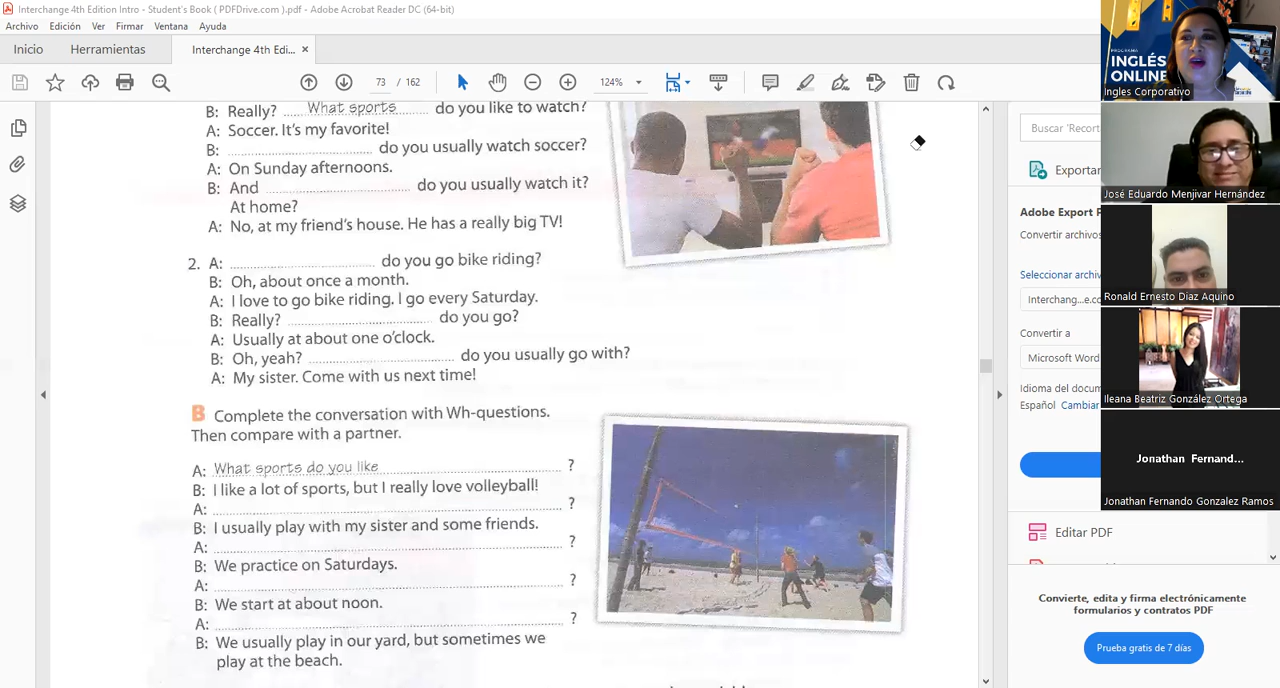 Interchange 4th Edition Intro - Student's Book ( PDFDrive.com ).pdf - Adobe Acrobat Reader DC (64-bit)
Archivo Edición Ver Firmar Ventana Ayuda
Inicio Herramientas Interchange 4th Edi... ×
73 / 162 124%
B: Really? What sports do you like to watch?
A: Soccer. It's my favorite!
B: do you usually watch soccer?
A: On Sunday afternoons.
B: And do you usually watch it?
At home?
A: No, at my friend's house. He has a really big TV!
2. A: do you go bike riding?
B: Oh, about once a month.
A: I love to go bike riding. I go every Saturday.
B: Really? do you go?
A: Usually at about one o'clock.
B: Oh, yeah? do you usually go with?
A: My sister. Come with us next time!
B Complete the conversation with Wh-questions.
Then compare with a partner.
A: What sports do you like ?
B: I like a lot of sports, but I really love volleyball!
A: ?
B: I usually play with my sister and some friends.
A: ?
B: We practice on Saturdays.
A: ?
B: We start at about noon.
A: ?
B: We usually play in our yard, but sometimes we
play at the beach.
Buscar 'Recort
Exportar
Adobe Export P
Convertir archivos
Seleccionar archiv
Interchang...e.co
Convertir a
Microsoft Word
Idioma del docum
Español Cambiar
Editar PDF
Convierte, edita y firma electrónicamente
formularios y contratos PDF
Prueba gratis de 7 días
PROGRAMA
INGLÉS
ONLINE
Ingles Corporativo
José Eduardo Menjivar Hernández
Ronald Ernesto Diaz Aquino
Ileana Beatriz González Ortega
Jonathan Fernand...
Jonathan Fernando Gonzalez Ramos